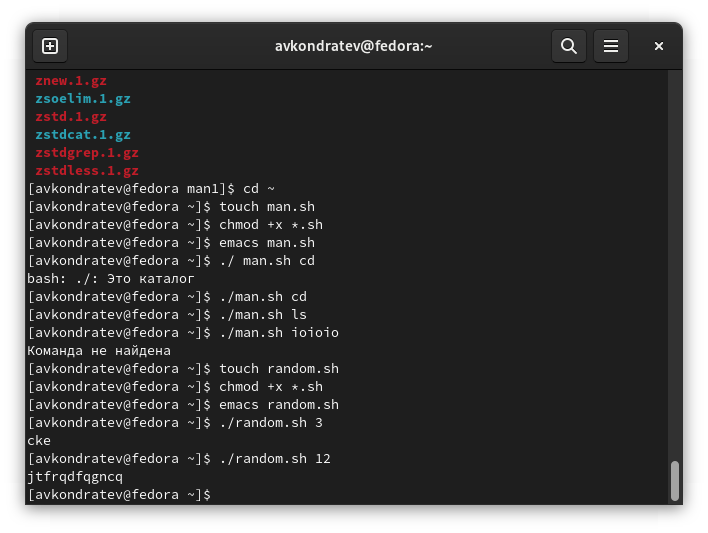 avkondratev@fedora:~
znew.1.gz
zsoelim.1.gz
zstd.1.gz
zstdcat.1.gz
zstdgrep.1.gz
zstdless.1.gz
[avkondratev@fedora man1]$ cd ~
[avkondratev@fedora ~]$ touch man.sh
[avkondratev@fedora ~]$ chmod +x *.sh
[avkondratev@fedora ~]$ emacs man.sh
[avkondratev@fedora ~]$ ./ man.sh cd
bash: ./: Это каталог
[avkondratev@fedora ~]$ ./man.sh cd
[avkondratev@fedora ~]$ ./man.sh ls
[avkondratev@fedora ~]$ ./man.sh ioioio
Команда не найдена
[avkondratev@fedora ~]$ touch random.sh
[avkondratev@fedora ~]$ chmod +x *.sh
[avkondratev@fedora ~]$ emacs random.sh
[avkondratev@fedora ~]$ ./random.sh 3
cke
[avkondratev@fedora ~]$ ./random.sh 12
jtfrqdfqgncq
[avkondratev@fedora ~]$